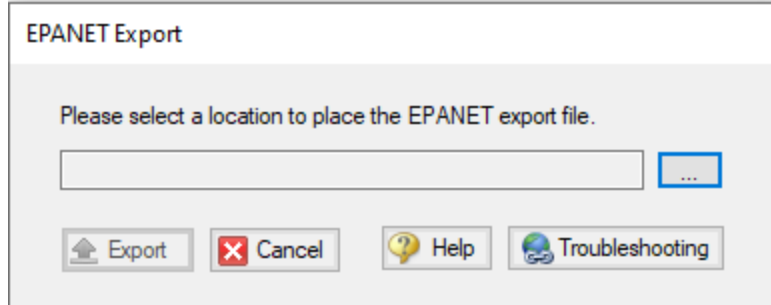 EPANET Export
Please select a location to place the EPANET export file.
...
Export Cancel Help Troubleshooting